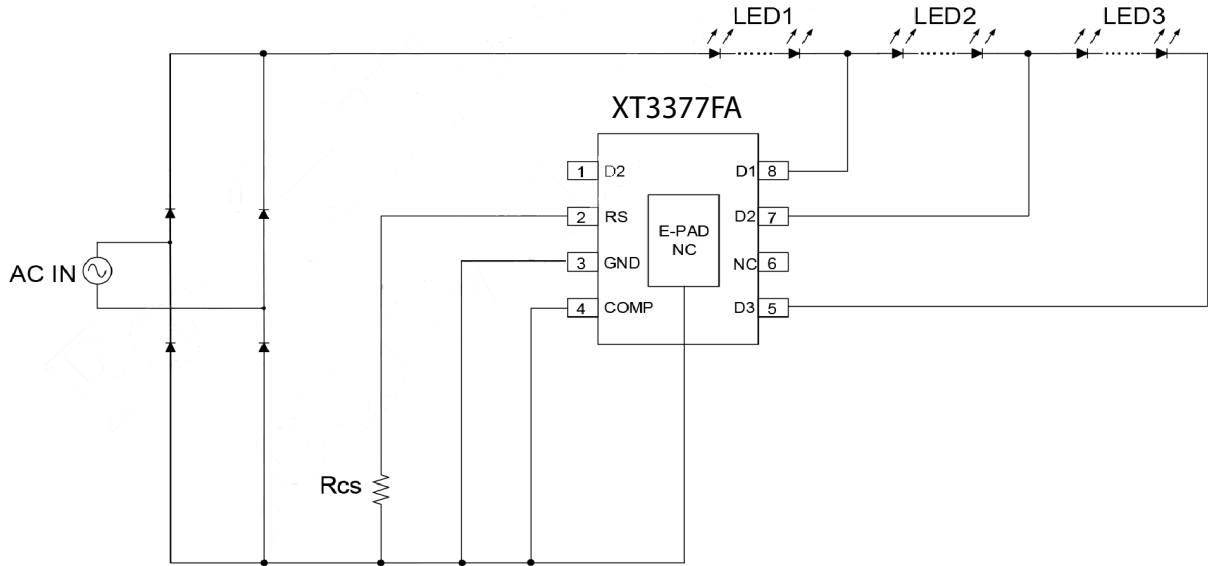 LED1 LED2 LED3
XT3377FA
1 D2 D1 8
2 RS D2 7
E-PAD
NC
3 GND NC 6
4 COMP D3 5
AC IN
Rcs